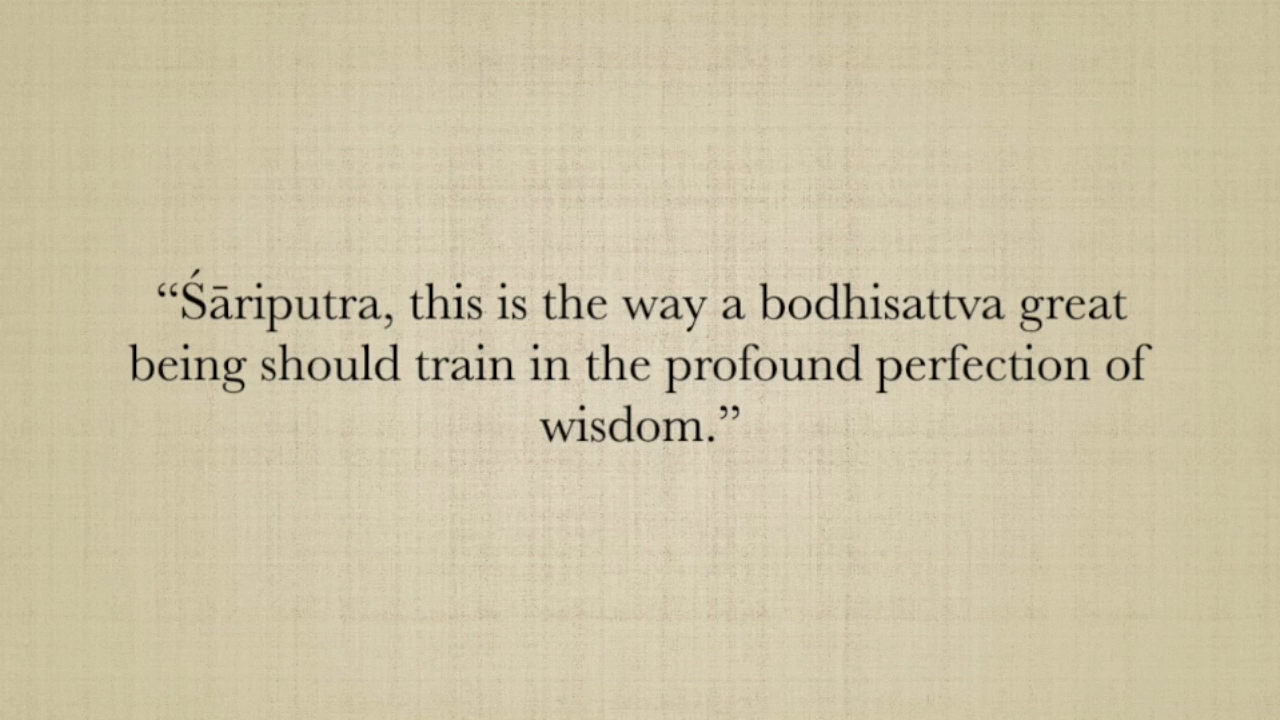 “Śāriputra, this is the way a bodhisattva great
being should train in the profound perfection of
wisdom.”